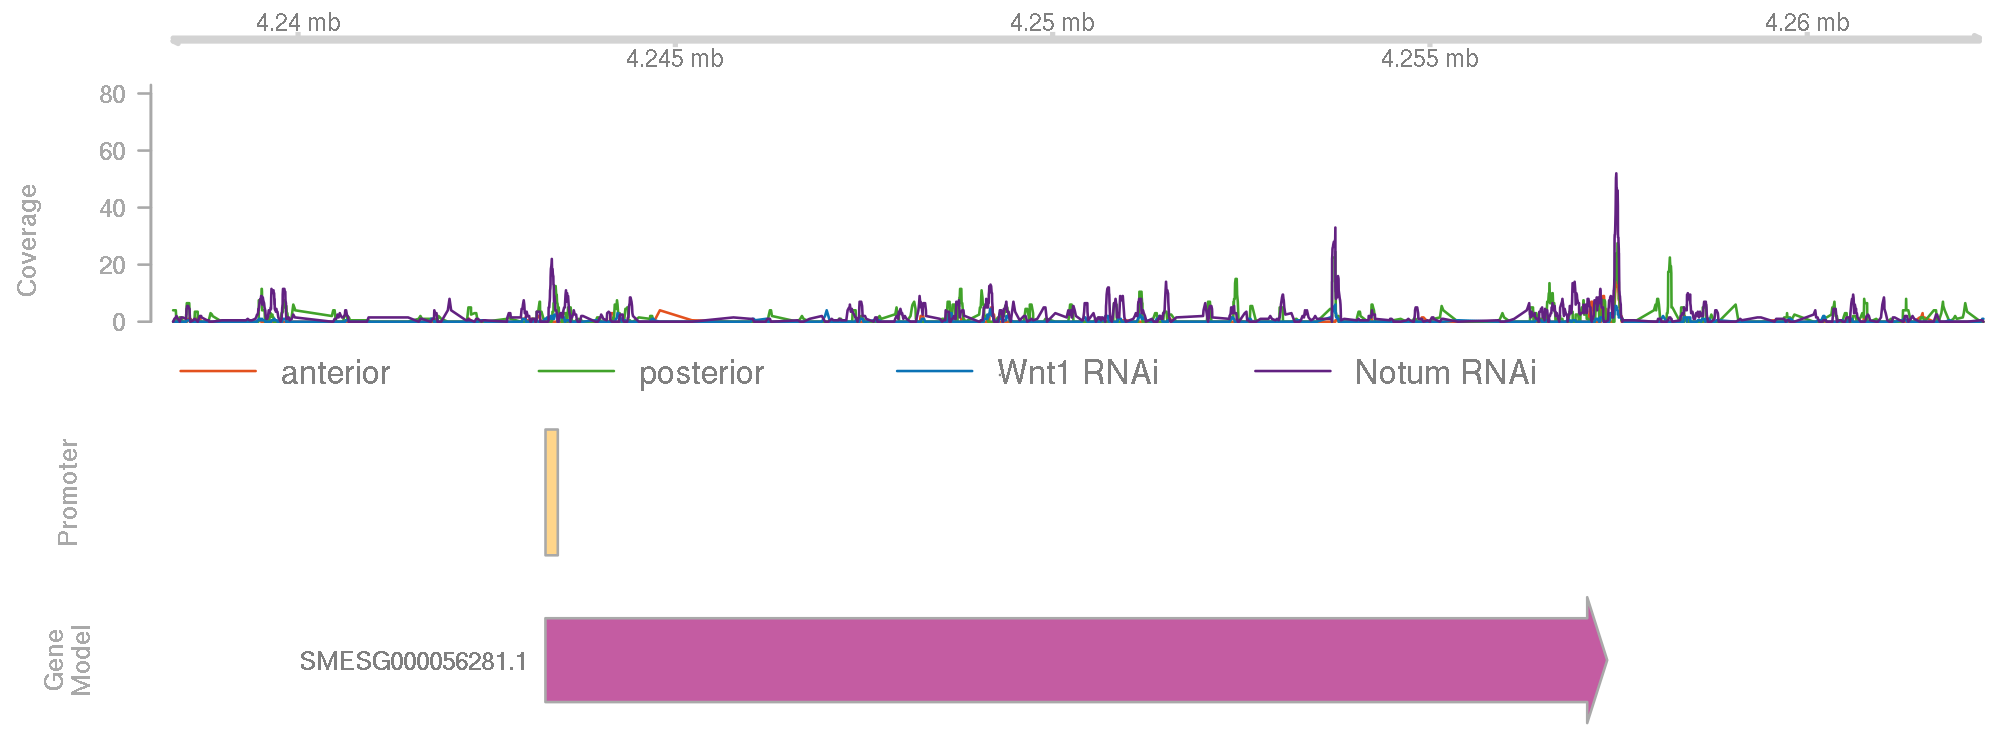 4.24 mb
4.25 mb
4.26 mb
4.245 mb
4.255 mb
80
60
40
20
0
Coverage
anterior
posterior
Wnt1 RNAi
Notum RNAi
Promoter
Gene
Model
SMESG000056281.1